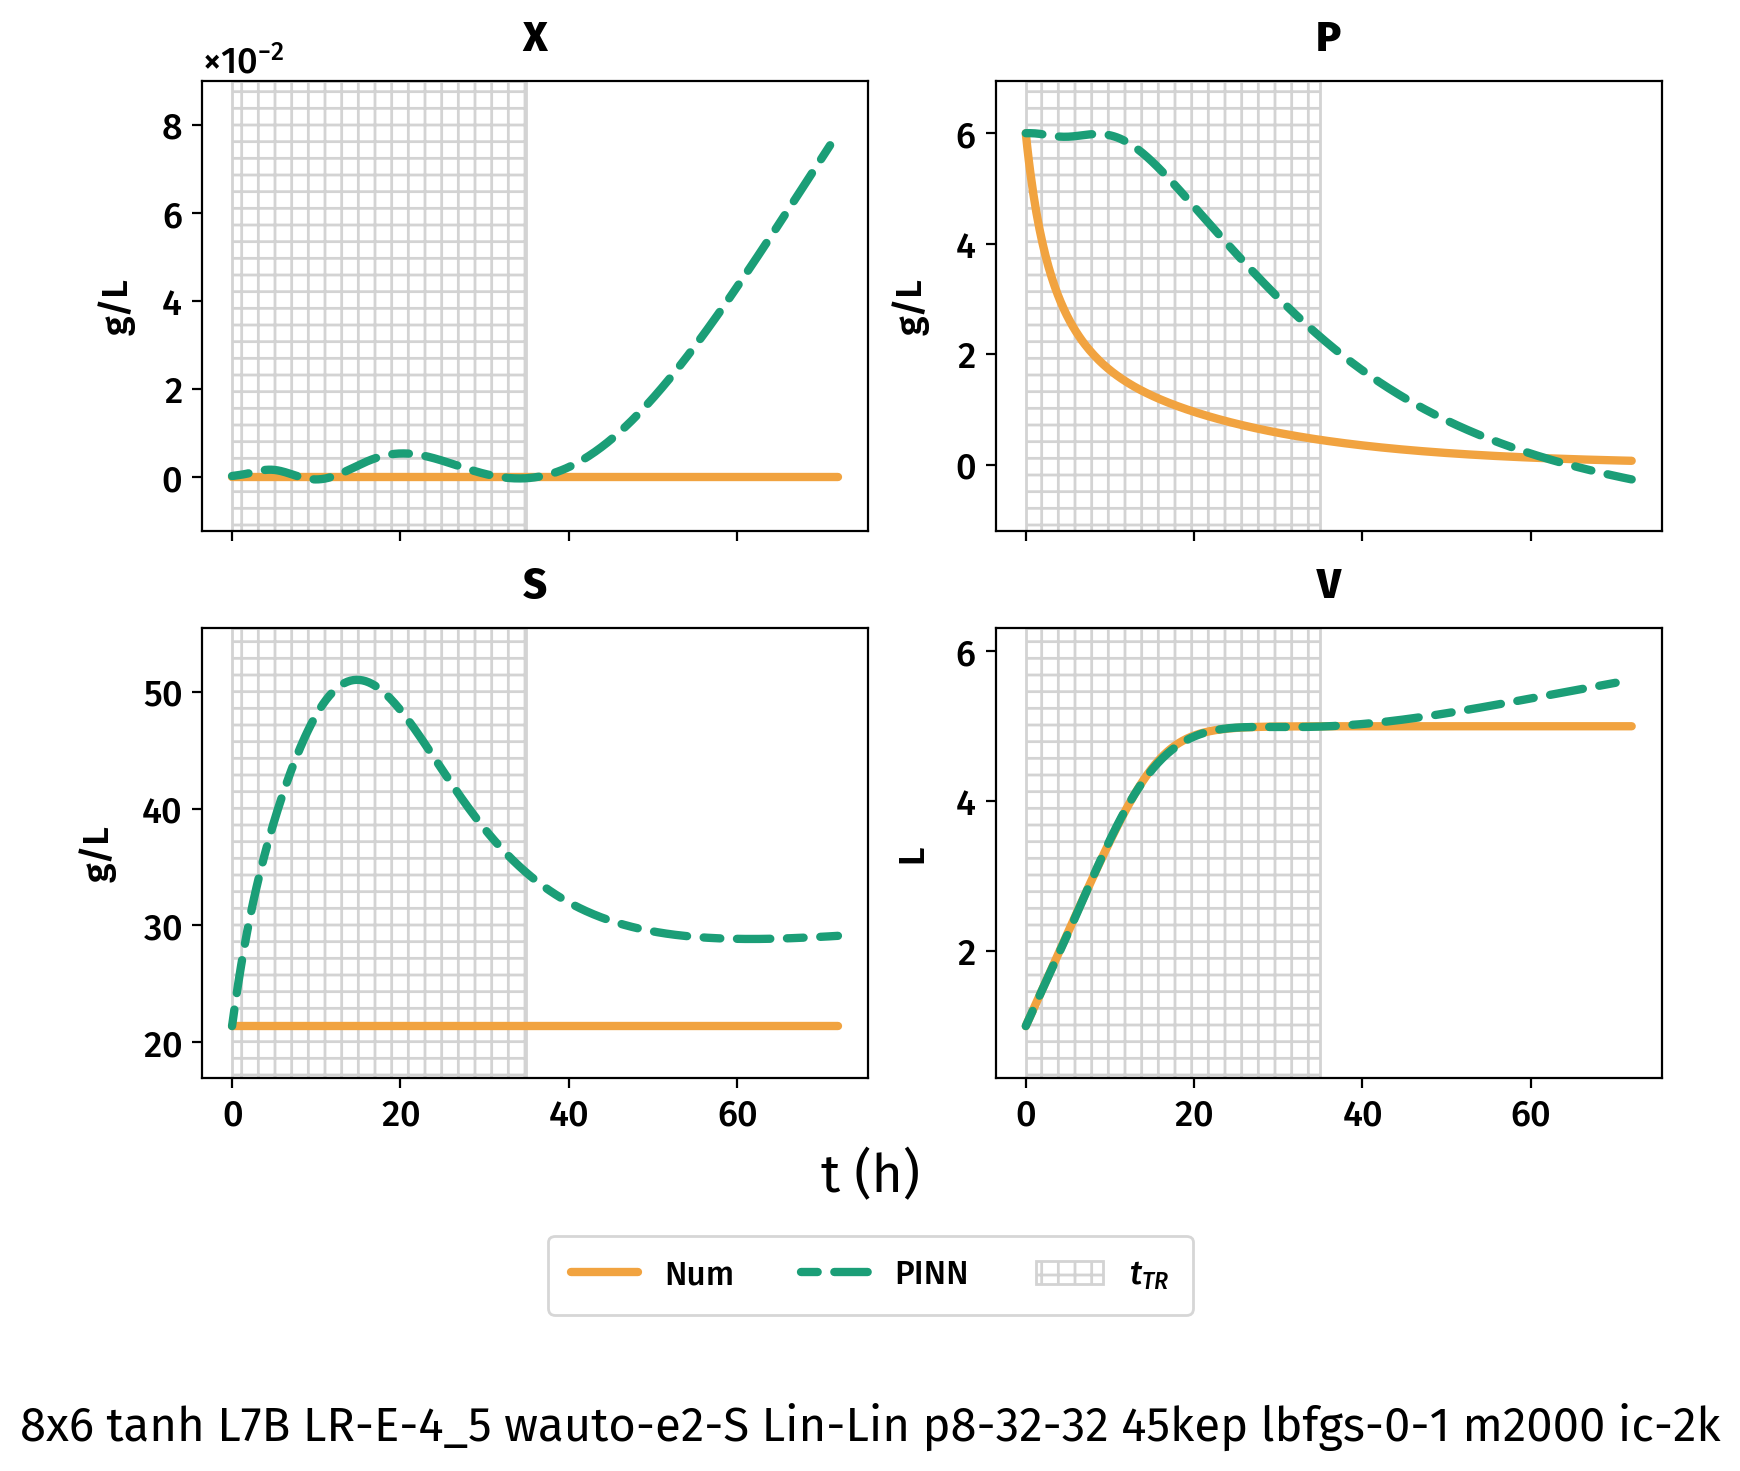 X
×10⁻²
8
6
4
2
0
g/L
P
6
4
2
0
g/L
S
50
40
30
20
g/L
0 20 40 60
V
6
4
2
L
0 20 40 60
t (h)
Num PINN t_TR
8x6 tanh L7B LR-E-4_5 wauto-e2-S Lin-Lin p8-32-32 45kep lbfgs-0-1 m2000 ic-2k